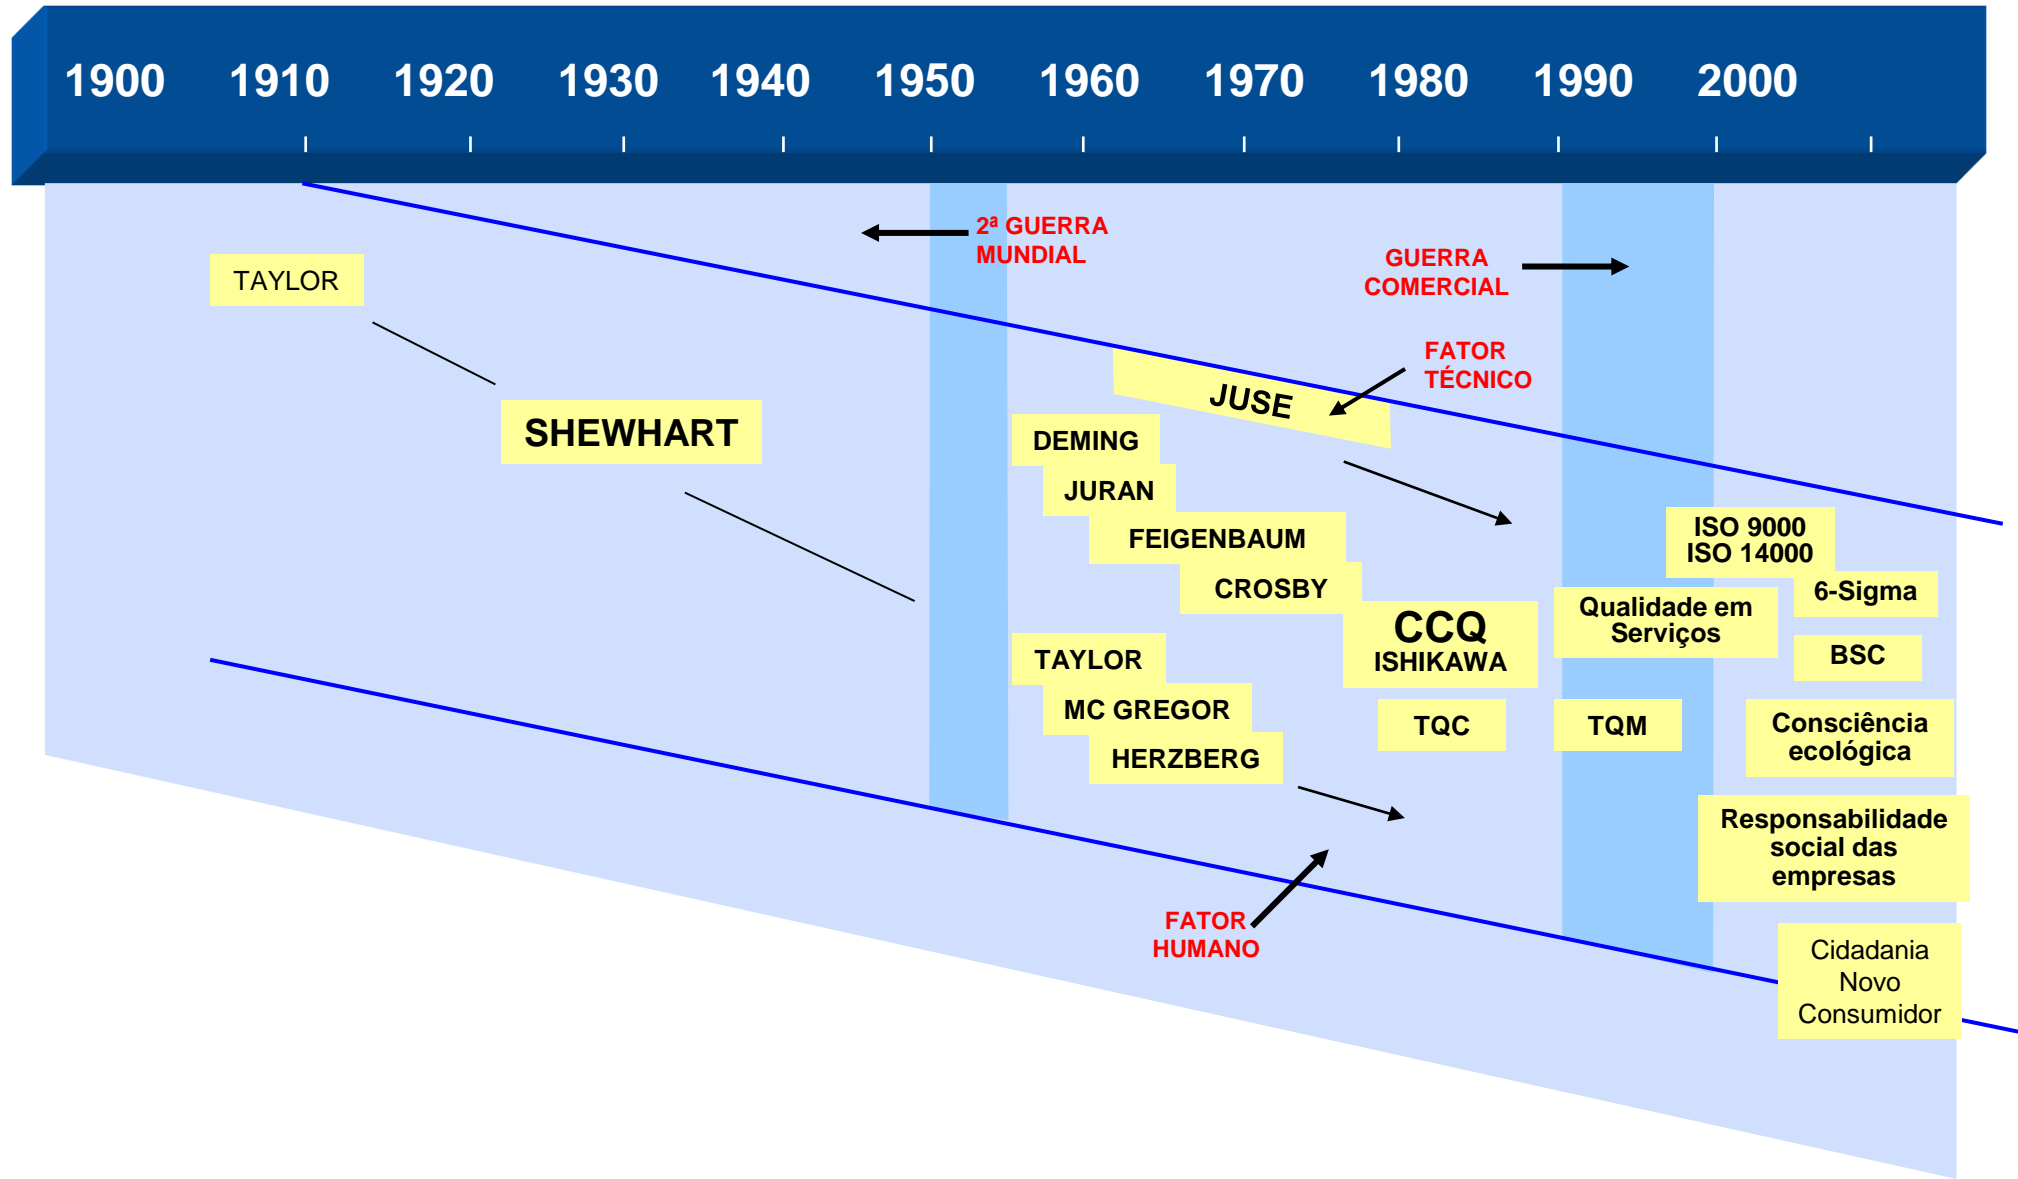 1900 1910 1920 1930 1940 1950 1960 1970 1980 1990 2000
2ª GUERRA
MUNDIAL
GUERRA
COMERCIAL
TAYLOR
FATOR
TÉCNICO
JUSE
SHEWHART
DEMING
JURAN
FEIGENBAUM
CROSBY
ISO 9000
ISO 14000
6-Sigma
Qualidade em
Serviços
CCQ
ISHIKAWA
BSC
TAYLOR
MC GREGOR
HERZBERG
TQC
TQM
Consciência
ecológica
Responsabilidade
social das
empresas
FATOR
HUMANO
Cidadania
Novo
Consumidor